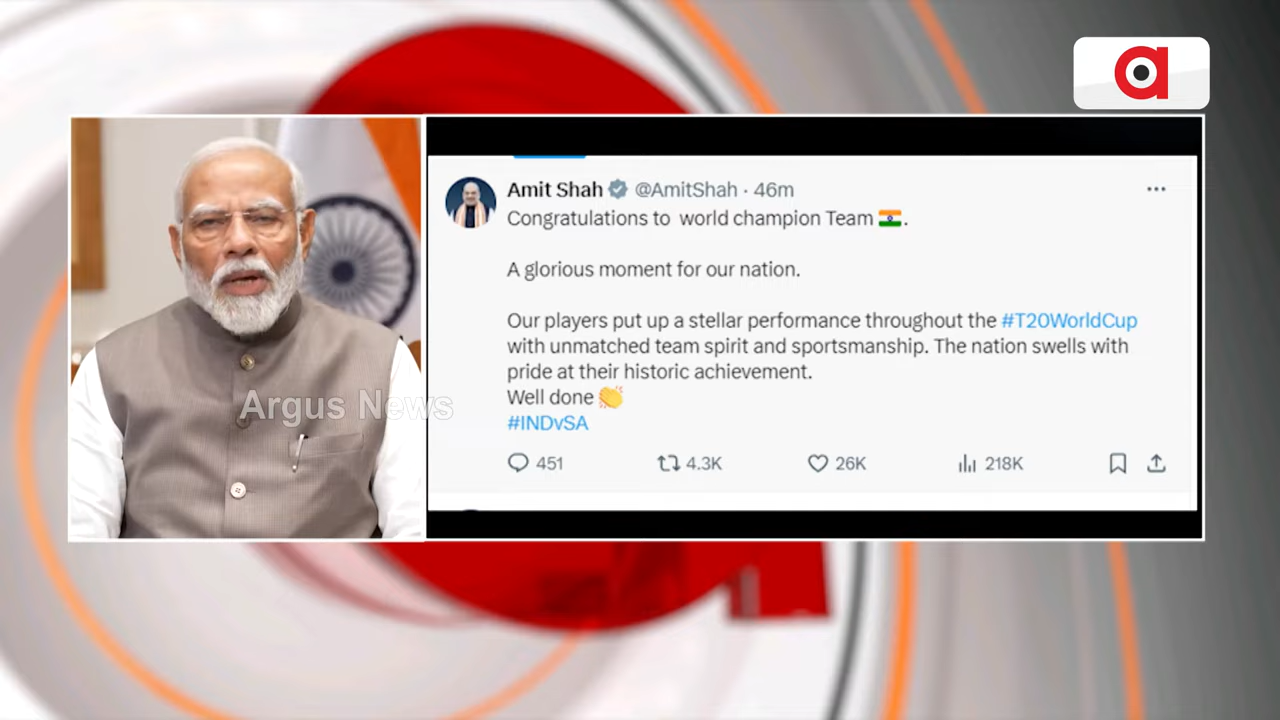 a
Amit Shah @AmitShah · 46m
Congratulations to world champion Team 🇮🇳.
A glorious moment for our nation.
Our players put up a stellar performance throughout the #T20WorldCup
with unmatched team spirit and sportsmanship. The nation swells with
pride at their historic achievement.
Well done 👏
#INDvSA
451 4.3K 26K 218K
Argus News